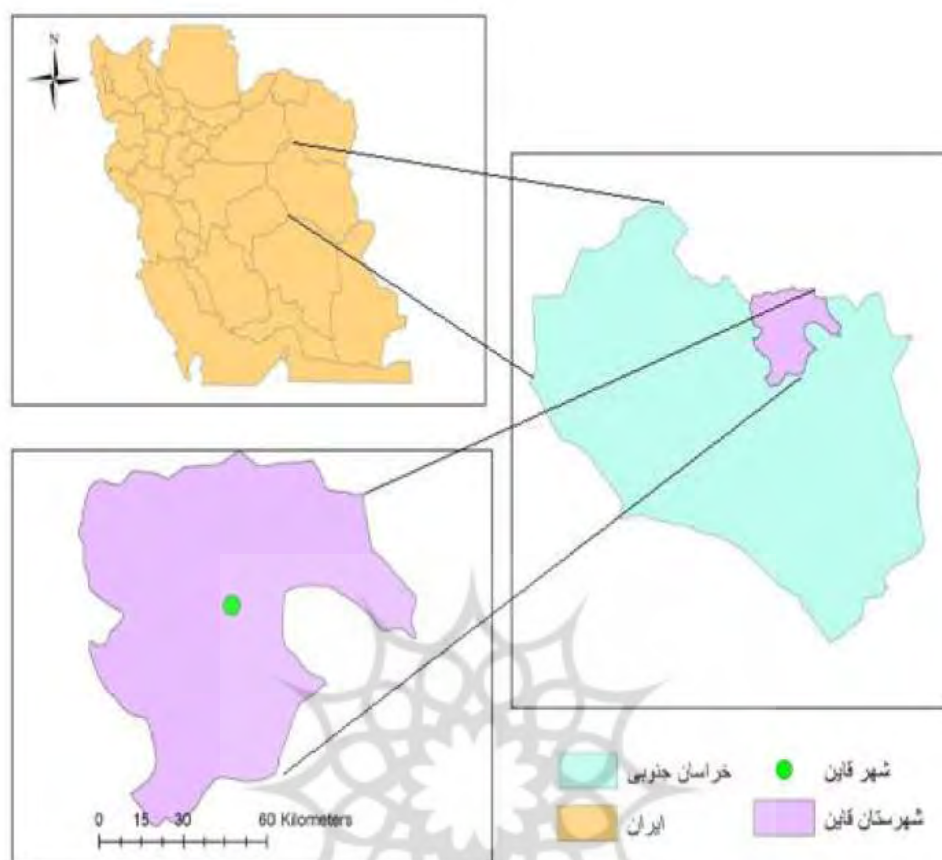 N
0 15 30 60 Kilometers
خراسان جنوبی
شهر قاین
ایران
شهرستان قاین